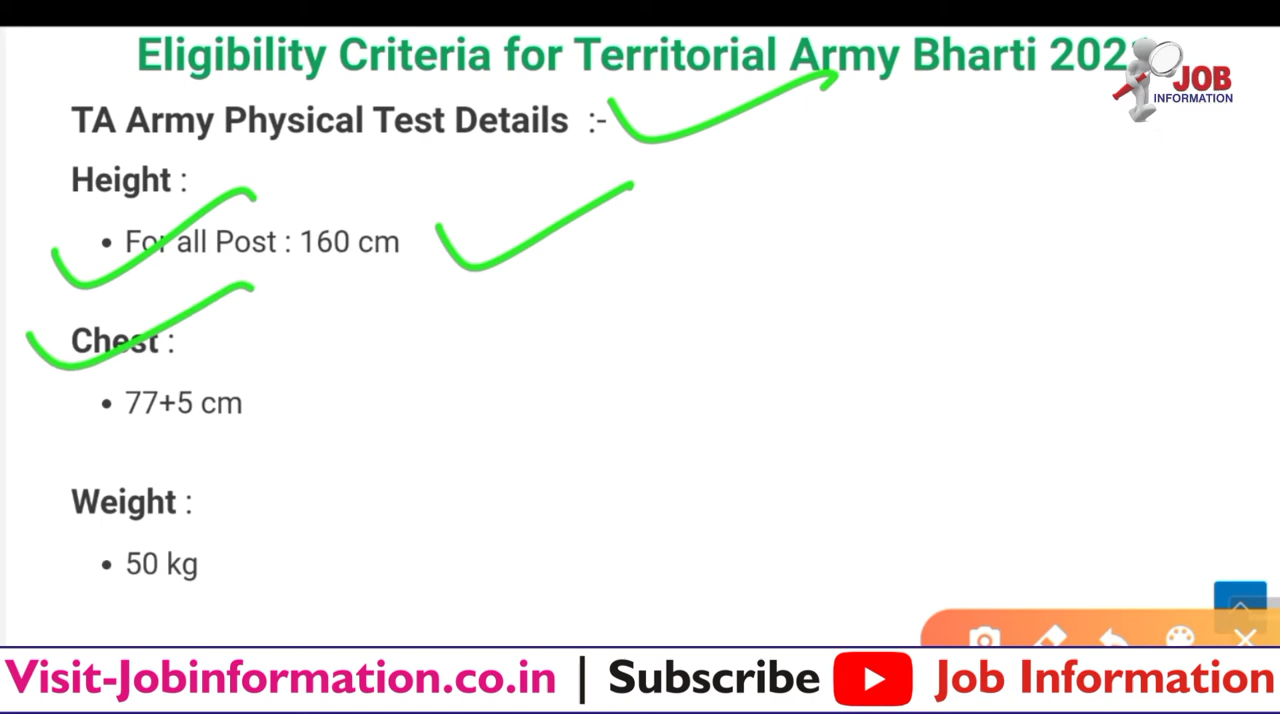 Eligibility Criteria for Territorial Army Bharti 202
JOB
INFORMATION
TA Army Physical Test Details :-
Height :
• For all Post : 160 cm
Chest :
• 77+5 cm
Weight :
• 50 kg
Visit-Jobinformation.co.in | Subscribe Job Information